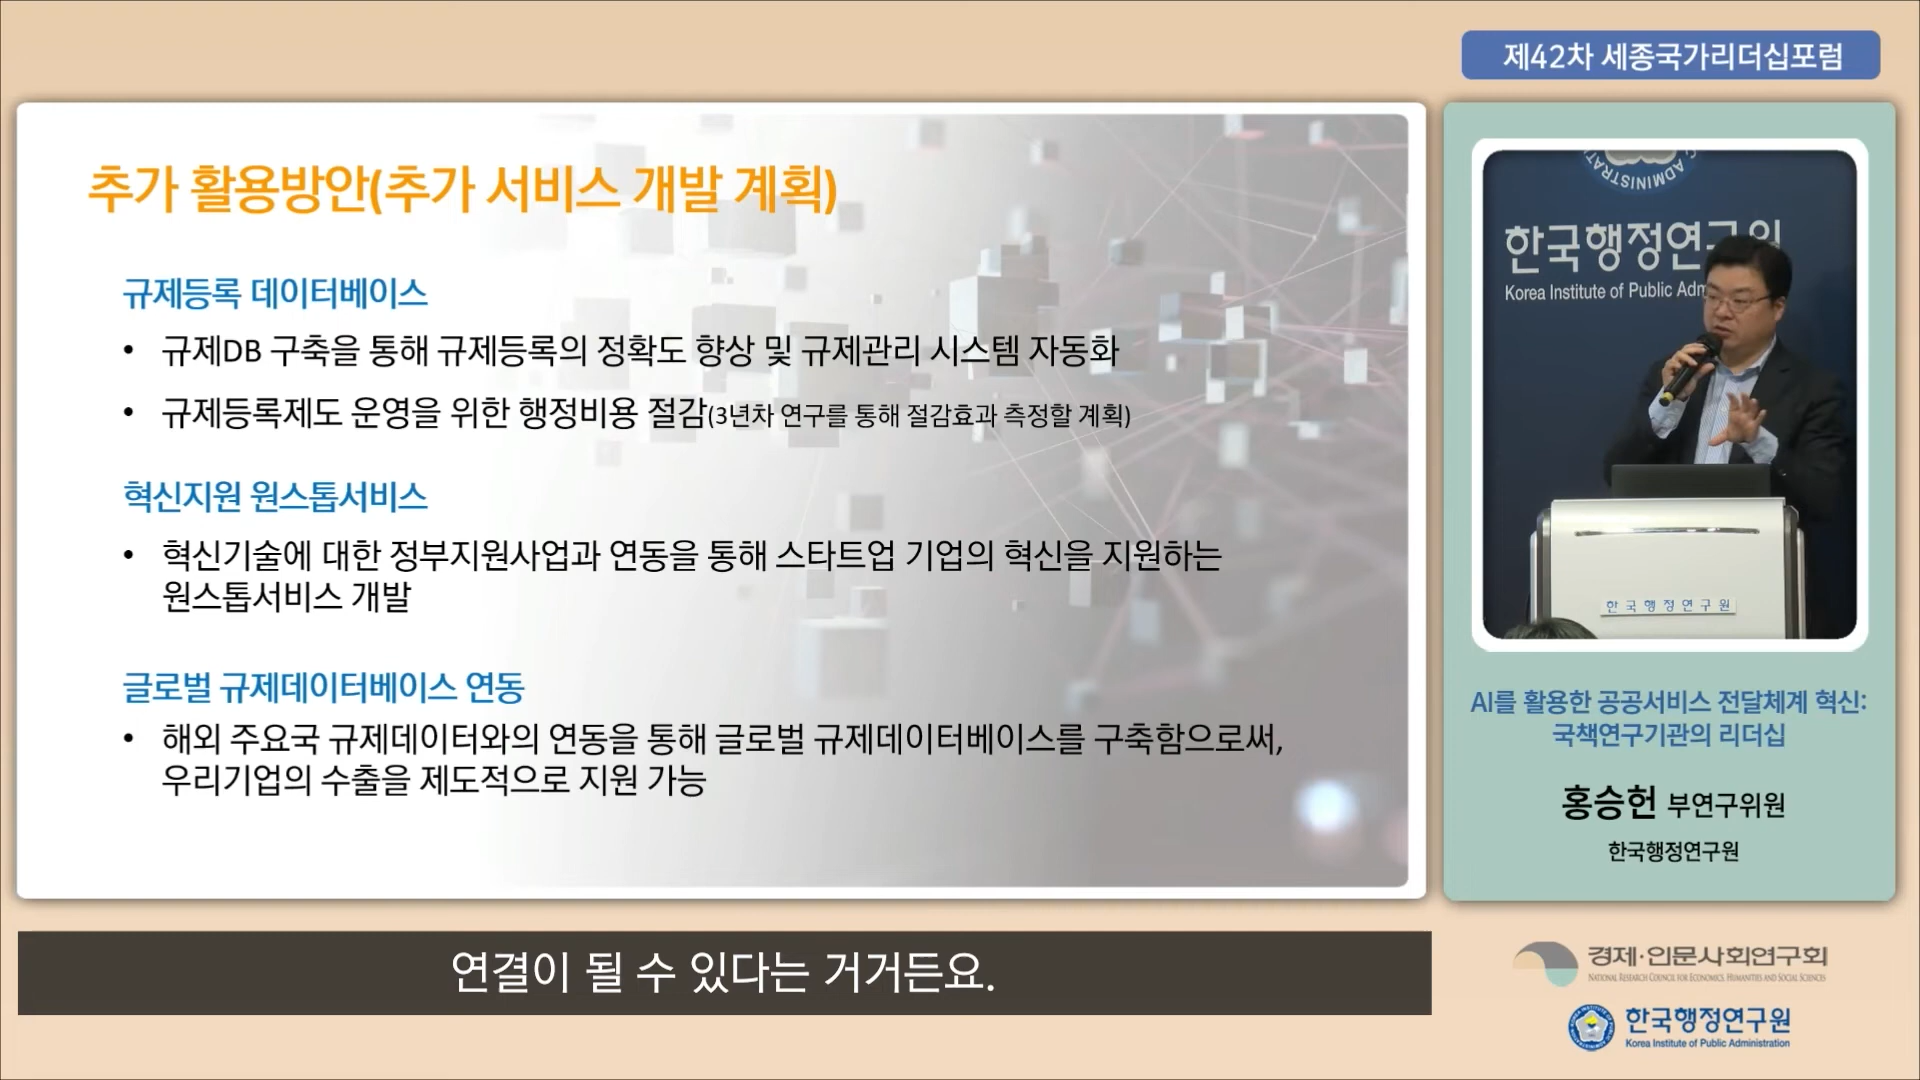 제42차 세종국가리더십포럼
추가 활용방안(추가 서비스 개발 계획)
규제등록 데이터베이스
• 규제DB 구축을 통해 규제등록의 정확도 향상 및 규제관리 시스템 자동화
• 규제등록제도 운영을 위한 행정비용 절감(3년차 연구를 통해 절감효과 측정할 계획)
혁신지원 원스톱서비스
• 혁신기술에 대한 정부지원사업과 연동을 통해 스타트업 기업의 혁신을 지원하는
원스톱서비스 개발
글로벌 규제데이터베이스 연동
• 해외 주요국 규제데이터와의 연동을 통해 글로벌 규제데이터베이스를 구축함으로써,
우리기업의 수출을 제도적으로 지원 가능
ADMINISTRATI
한국행정연구원
Korea Institute of Public Adm
한국행정연구원
AI를 활용한 공공서비스 전달체계 혁신:
국책연구기관의 리더십
홍승헌 부연구위원
한국행정연구원
연결이 될 수 있다는 거거든요.
경제·인문사회연구회
NATIONAL RESEARCH COUNCIL FOR ECONOMICS, HUMANITIES AND SOCIAL SCIENCES
한국행정연구원
Korea Institute of Public Administration